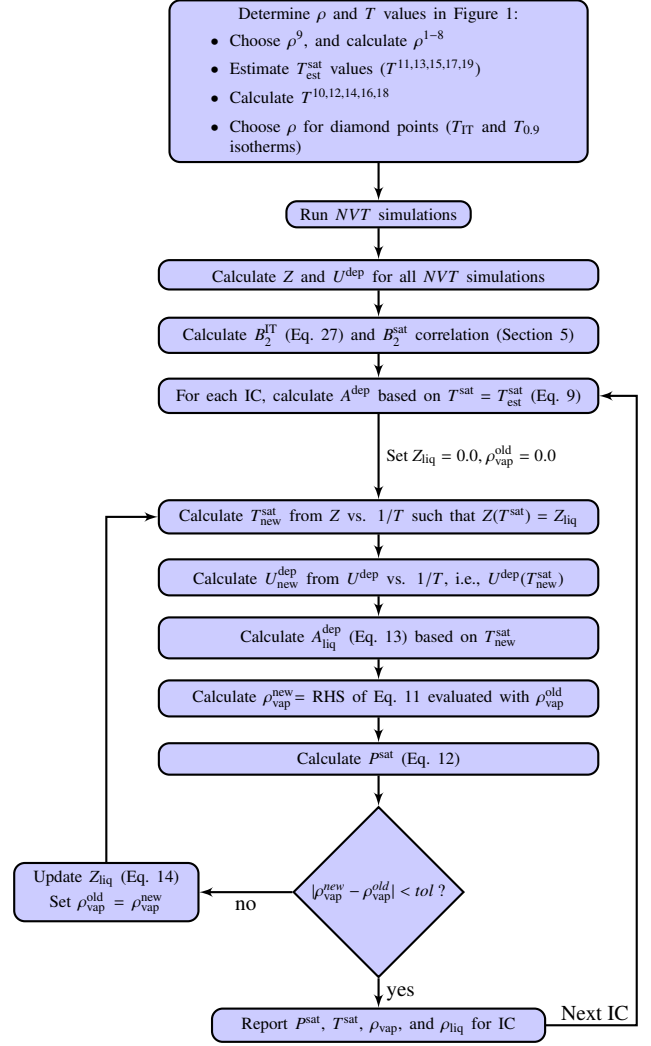 Determine ρ and T values in Figure 1:
• Choose ρ⁹, and calculate ρ¹⁻⁸
• Estimate T_est^sat values (T^11,13,15,17,19)
• Calculate T^10,12,14,16,18
• Choose ρ for diamond points (T_IT and T_0.9
isotherms)
Run NVT simulations
Calculate Z and U^dep for all NVT simulations
Calculate B_2^IT (Eq. 27) and B_2^sat correlation (Section 5)
For each IC, calculate A^dep based on T^sat = T_est^sat (Eq. 9)
Set Z_liq = 0.0, ρ_vap^old = 0.0
Calculate T_new^sat from Z vs. 1/T such that Z(T^sat) = Z_liq
Calculate U_new^dep from U^dep vs. 1/T, i.e., U^dep(T_new^sat)
Calculate A_liq^dep (Eq. 13) based on T_new^sat
Calculate ρ_vap^new = RHS of Eq. 11 evaluated with ρ_vap^old
Calculate P^sat (Eq. 12)
|ρ_vap^new − ρ_vap^old| < tol ?
no
Update Z_liq (Eq. 14)
Set ρ_vap^old = ρ_vap^new
yes
Report P^sat, T^sat, ρ_vap, and ρ_liq for IC
Next IC